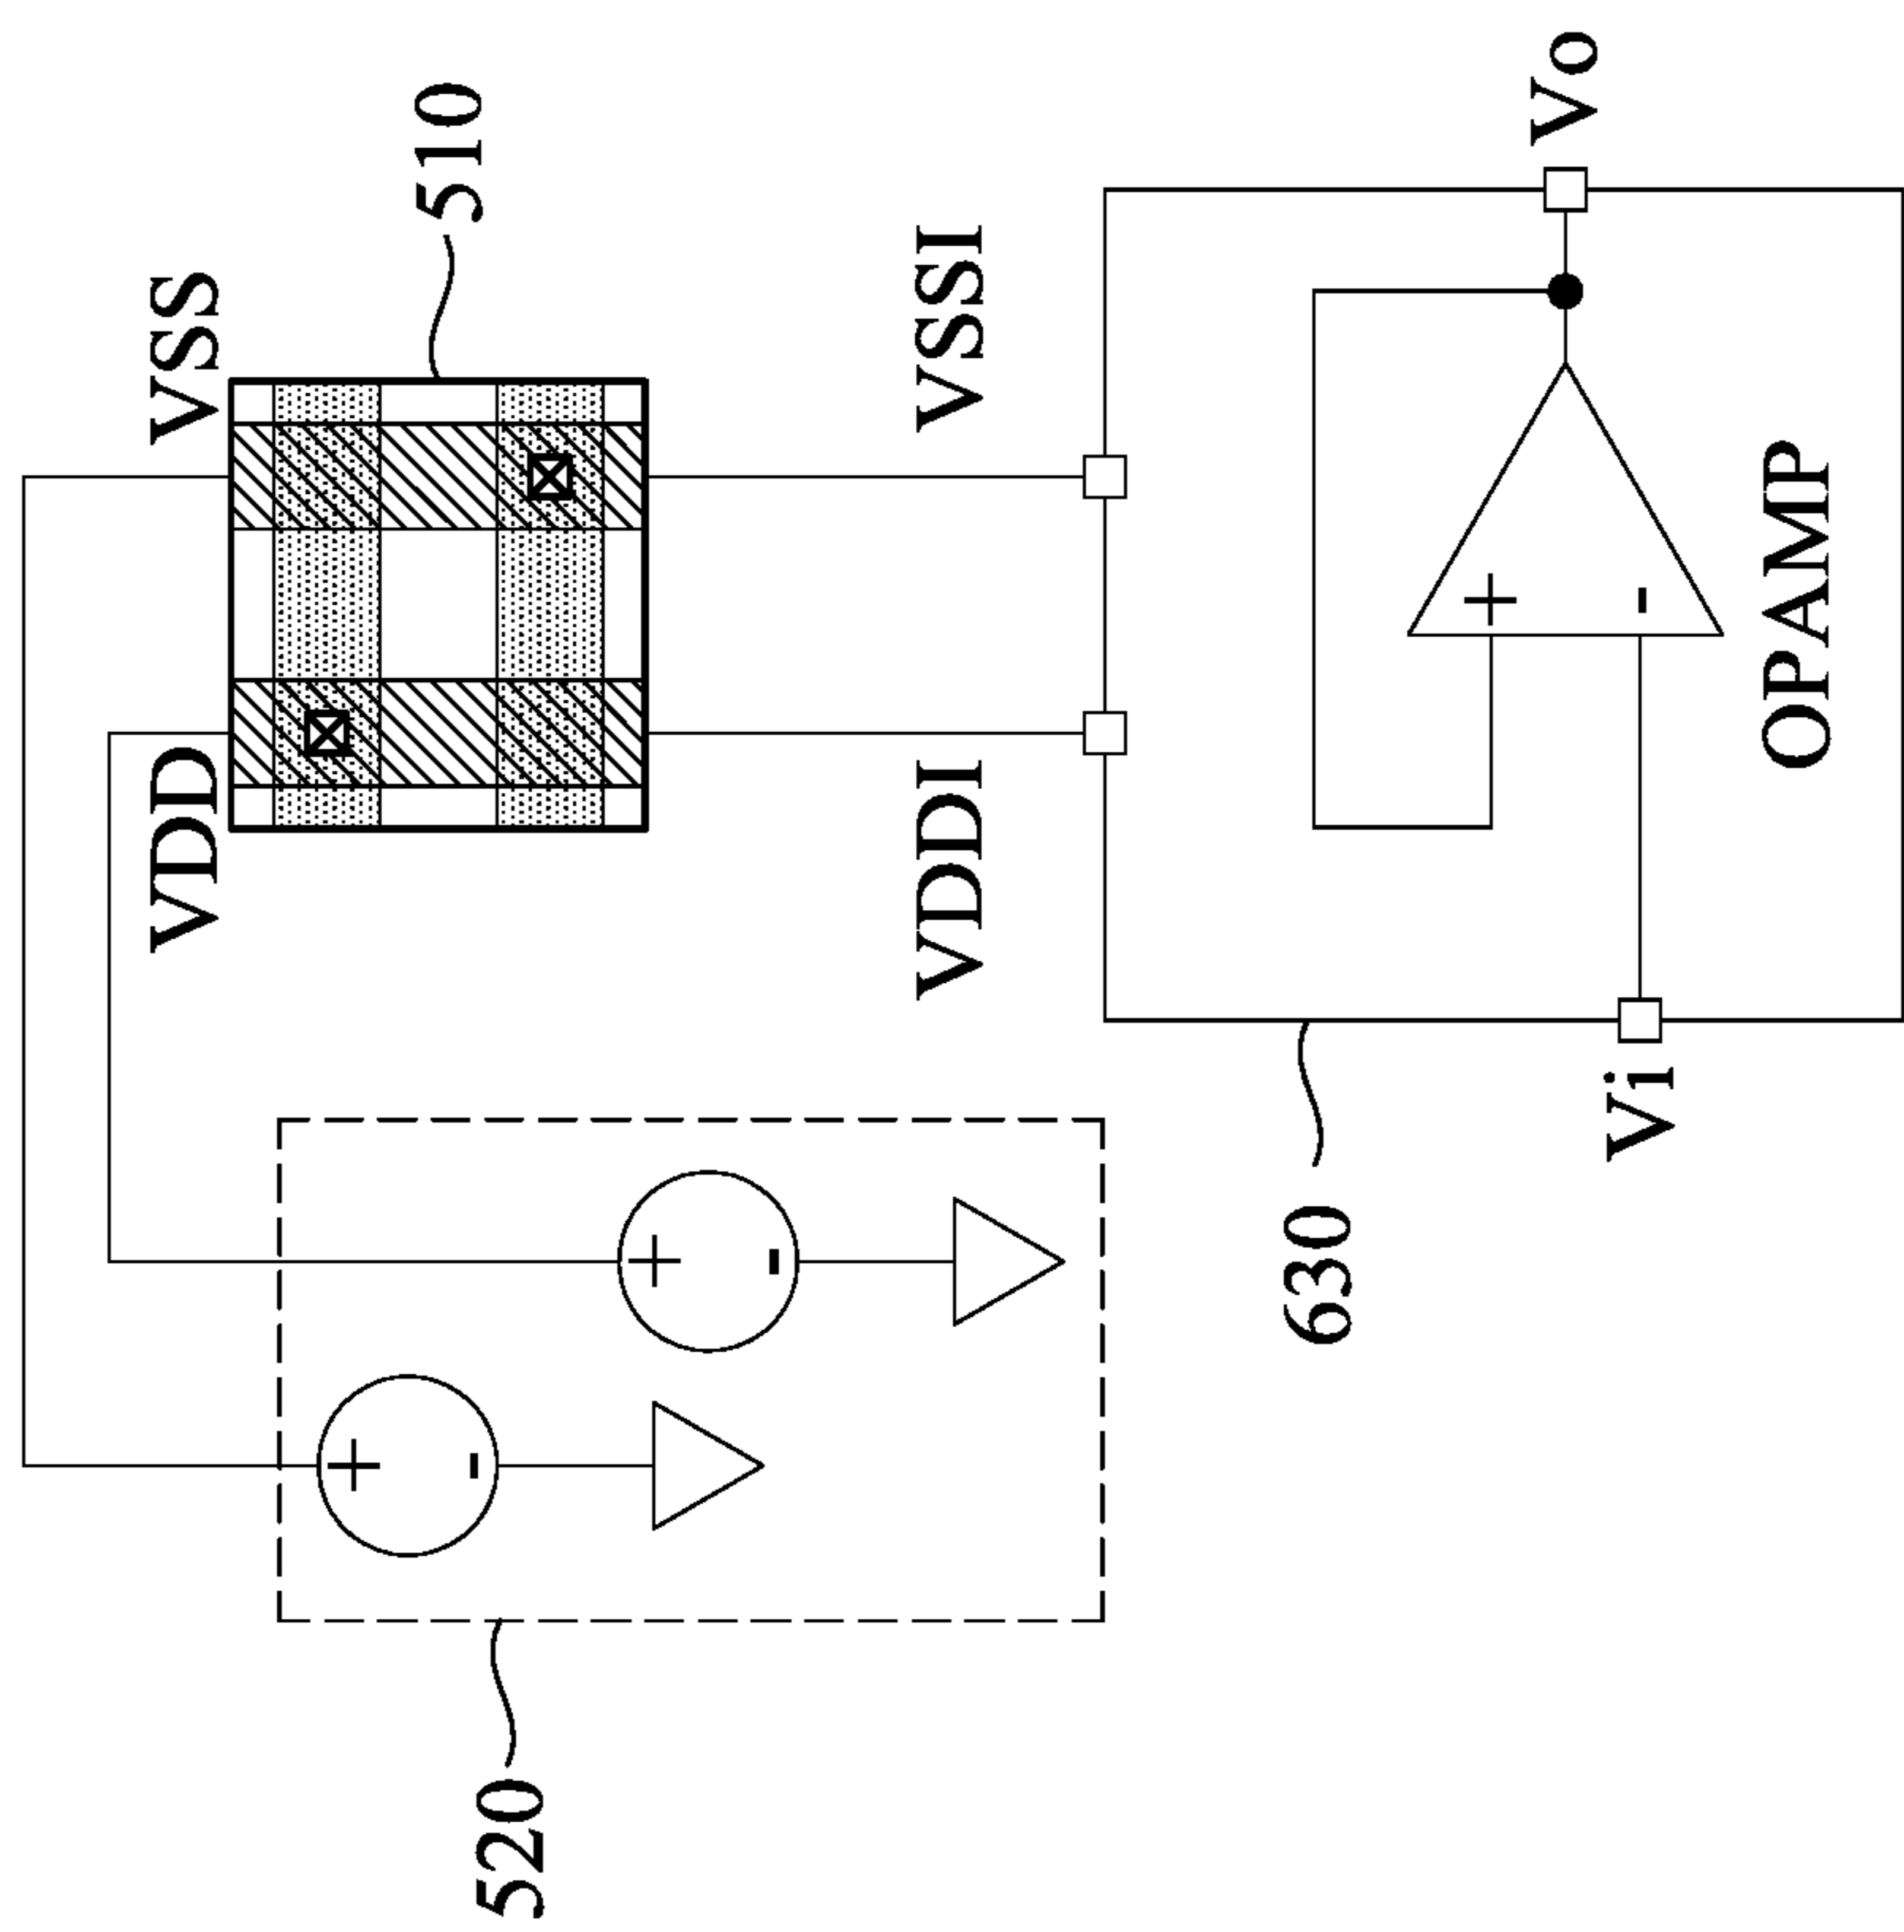 520
VDD
VSS
510
VDDI
VSSI
630
Vi
Vo
+
-
+
-
+
-
OPAMP